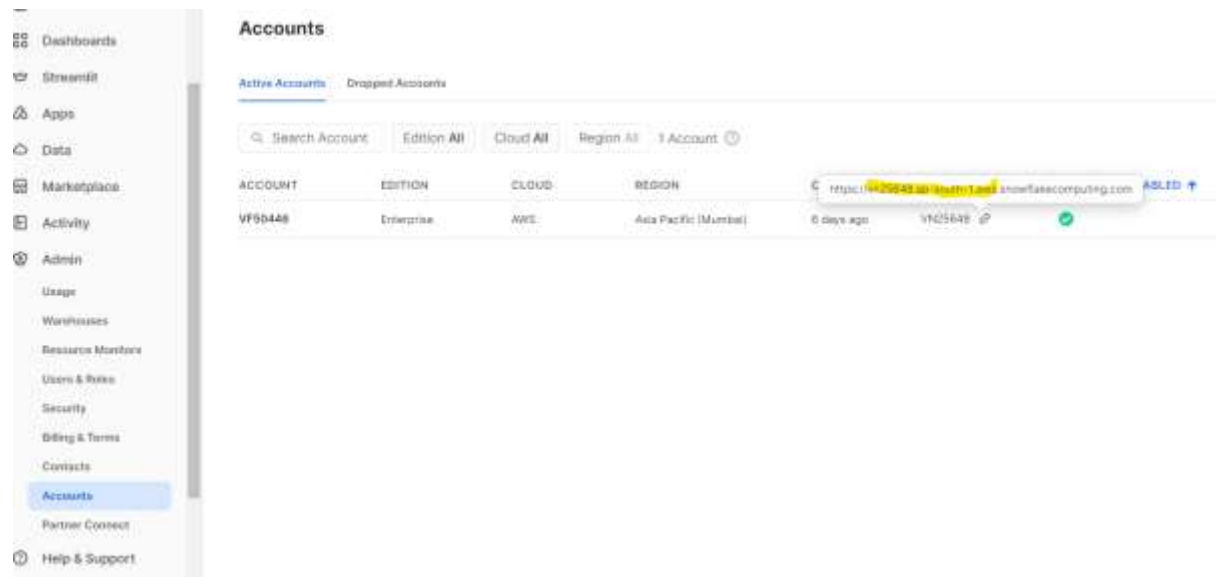 Dashboards
Streamlit
Apps
Data
Marketplace
Activity
Admin
Usage
Warehouses
Resource Monitors
Users & Roles
Security
Billing & Terms
Contacts
Accounts
Partner Connect
Help & Support
Accounts
Active Accounts Dropped Accounts
Search Account Edition All Cloud All Region All 1 Account
ACCOUNT EDITION CLOUD REGION C ABLED
.snowflakecomputing.com
VF50448 Enterprise AWS Asia Pacific (Mumbai) 6 days ago VN25648